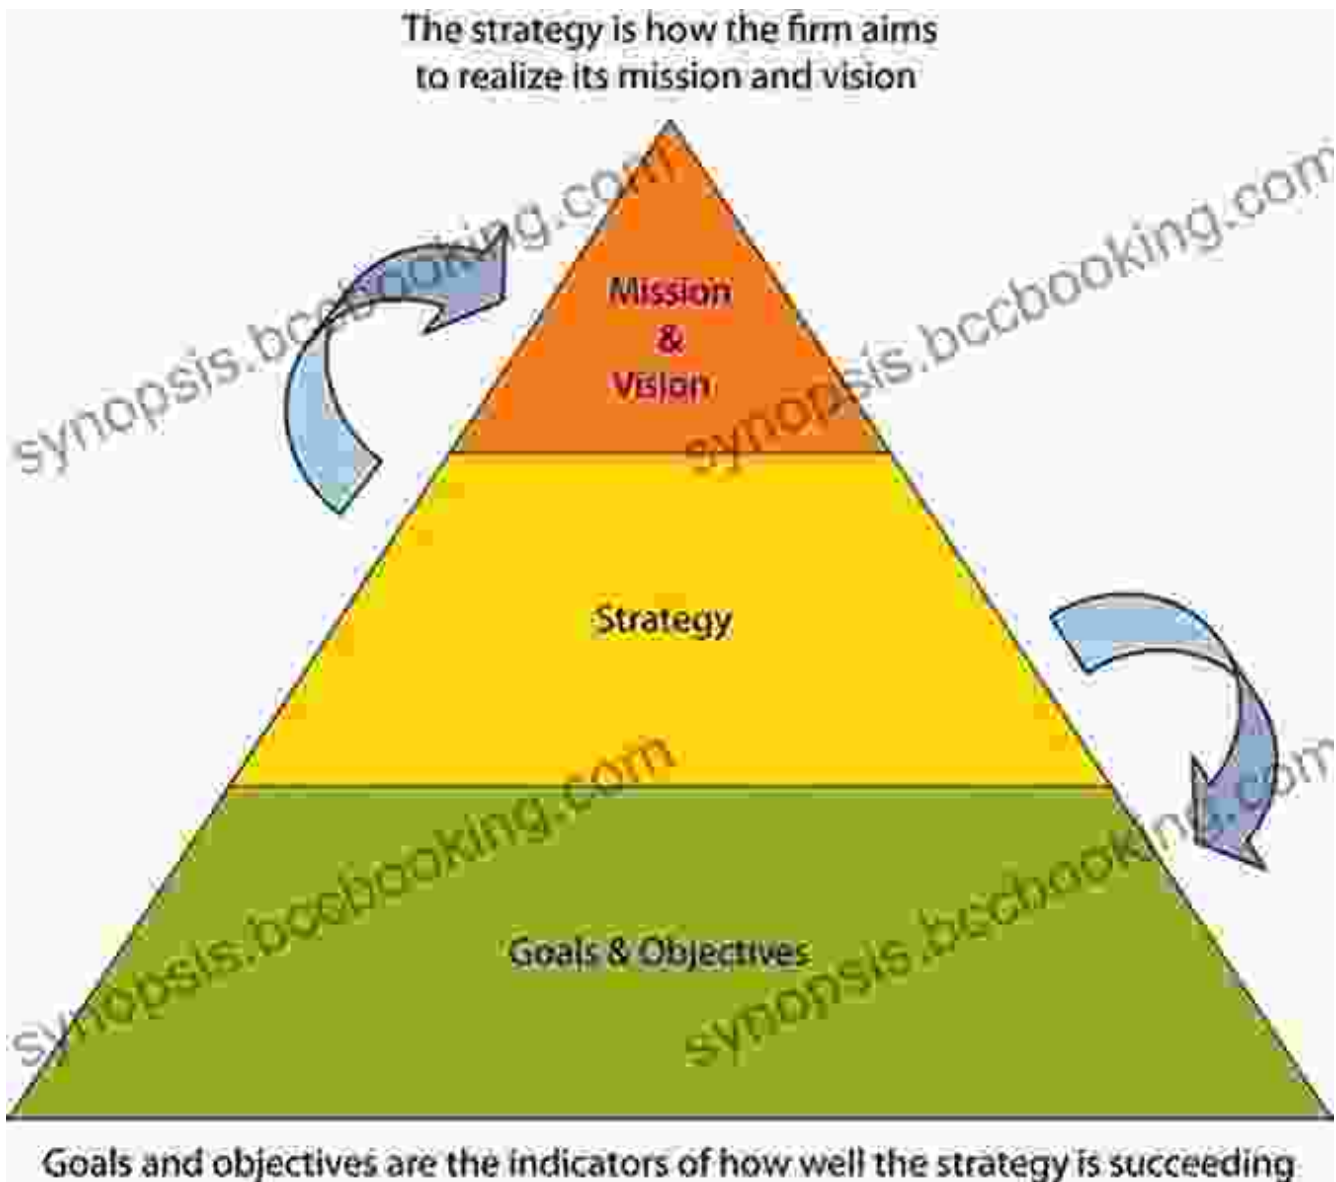 The strategy is how the firm aims
to realize its mission and vision
synopsis.bccbooking.com
synopsis.bccbooking.com
Mission
&
Vision
Strategy
synopsis.bccbooking.com
synopsis.bccbooking.com
Goals & Objectives
Goals and objectives are the indicators of how well the strategy is succeeding